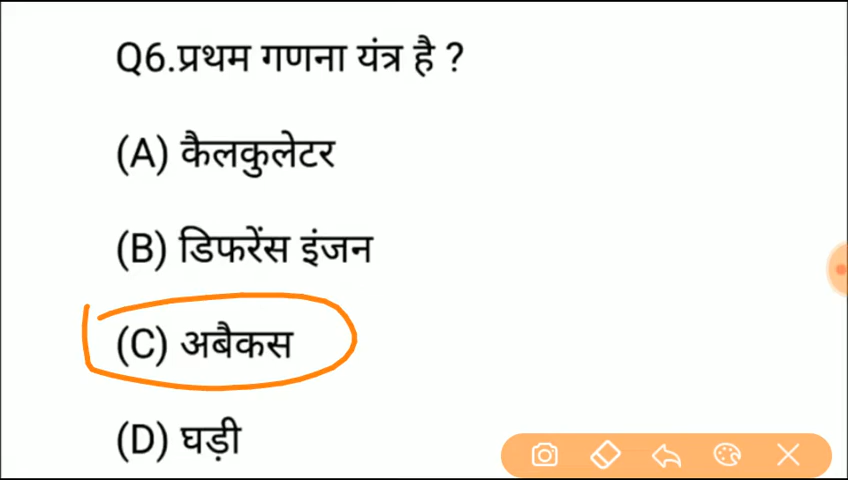 Q6.प्रथम गणना यंत्र है ?
(A) कैलकुलेटर
(B) डिफरेंस इंजन
(C) अबैकस
(D) घड़ी